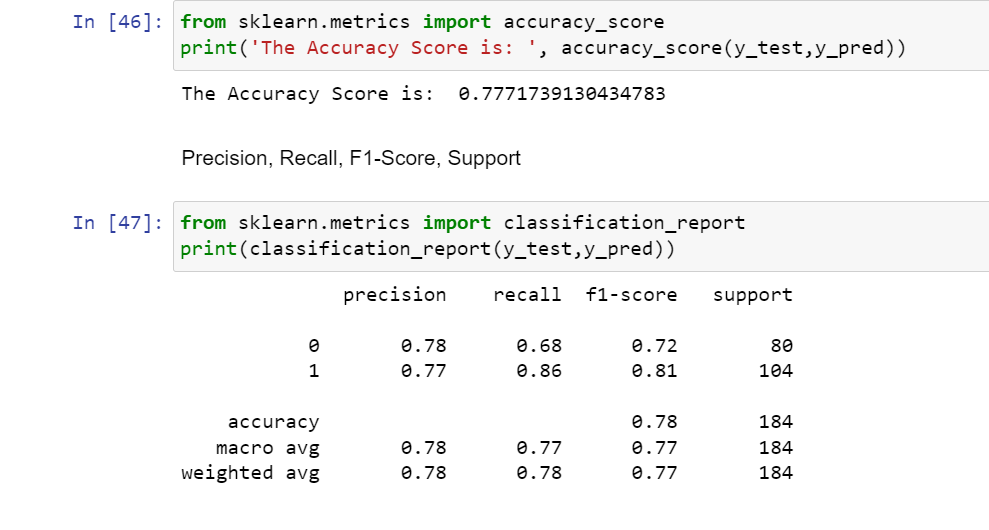 In [46]: from sklearn.metrics import accuracy_score
print('The Accuracy Score is: ', accuracy_score(y_test,y_pred))
The Accuracy Score is:  0.7771739130434783
Precision, Recall, F1-Score, Support
In [47]: from sklearn.metrics import classification_report
print(classification_report(y_test,y_pred))
precision recall f1-score support
0 0.78 0.68 0.72 80
1 0.77 0.86 0.81 104
accuracy 0.78 184
macro avg 0.78 0.77 0.77 184
weighted avg 0.78 0.78 0.77 184